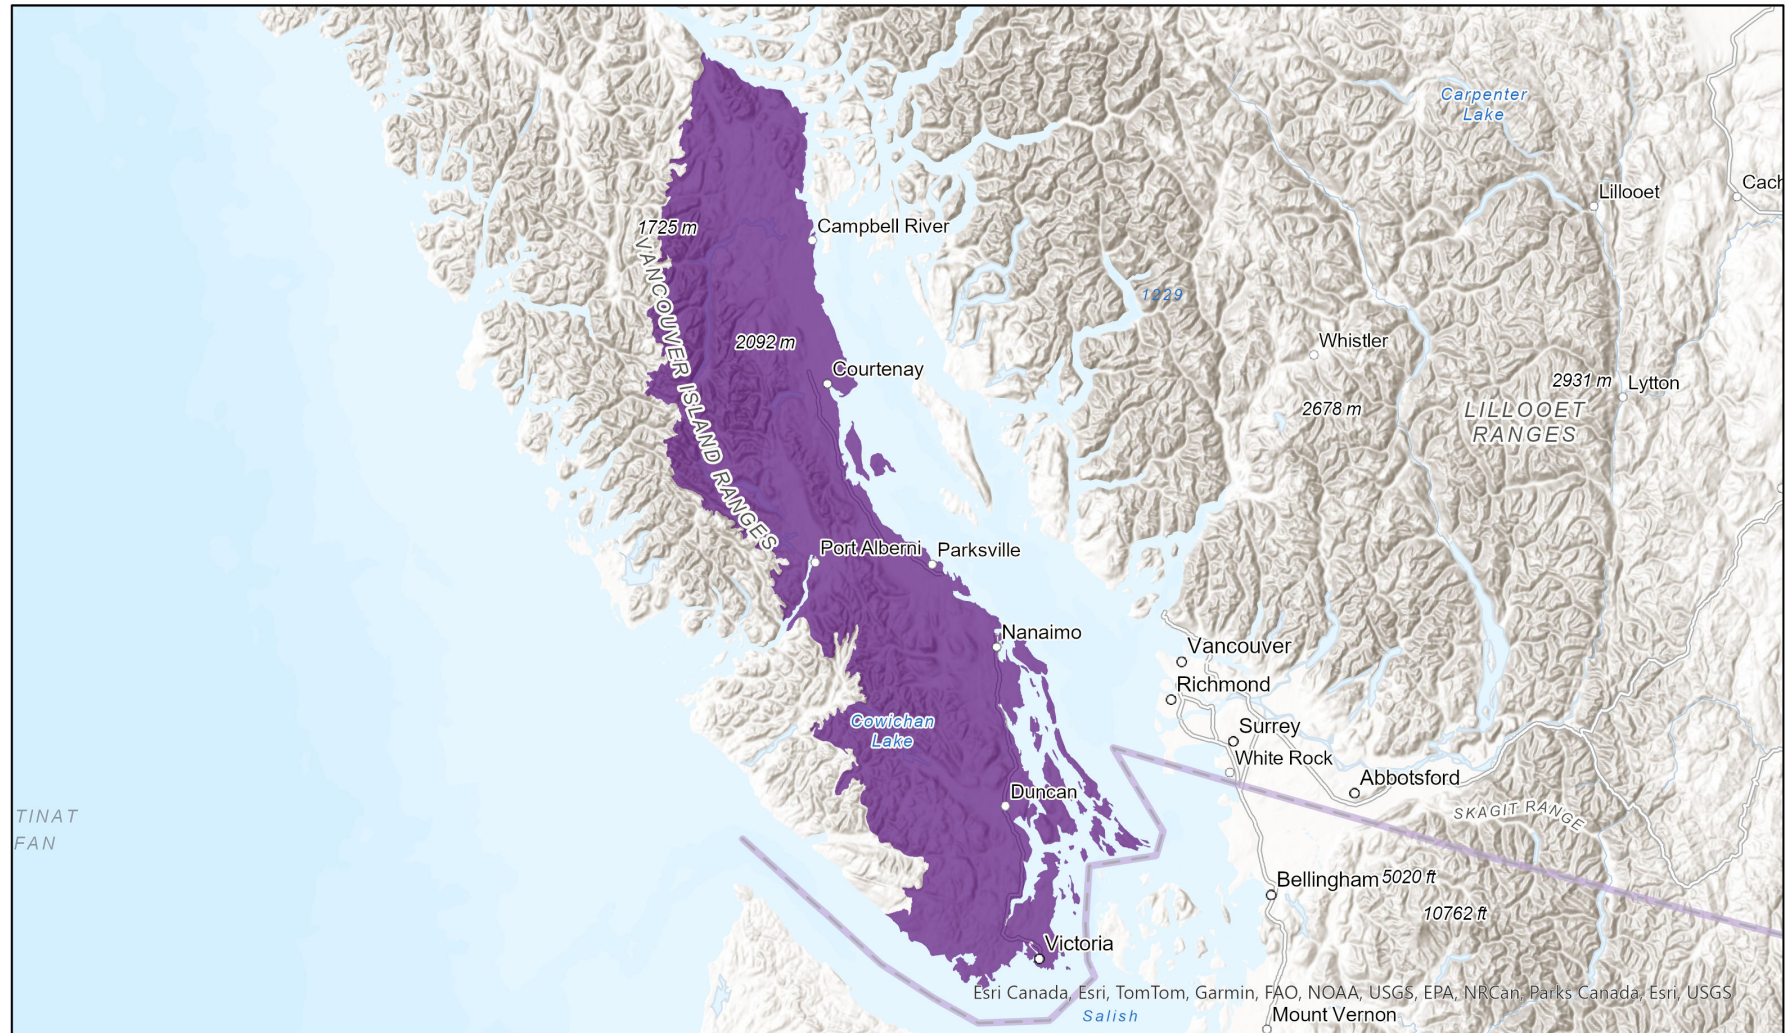 Carpenter
Lake
Lillooet
Cach
1725 m
Campbell River
VANCOUVER ISLAND RANGES
1229
2092 m
Whistler
Courtenay
2931 m
Lytton
2678 m
LILLOOET
RANGES
Port Alberni
Parksville
Nanaimo
Vancouver
Richmond
Cowichan
Lake
Surrey
White Rock
Abbotsford
Duncan
SKAGIT RANGE
TINAT
FAN
Bellingham
5020 ft
10762 ft
Victoria
Esri Canada, Esri, TomTom, Garmin, FAO, NOAA, USGS, EPA, NRCan, Parks Canada, Esri, USGS
Salish
Mount Vernon